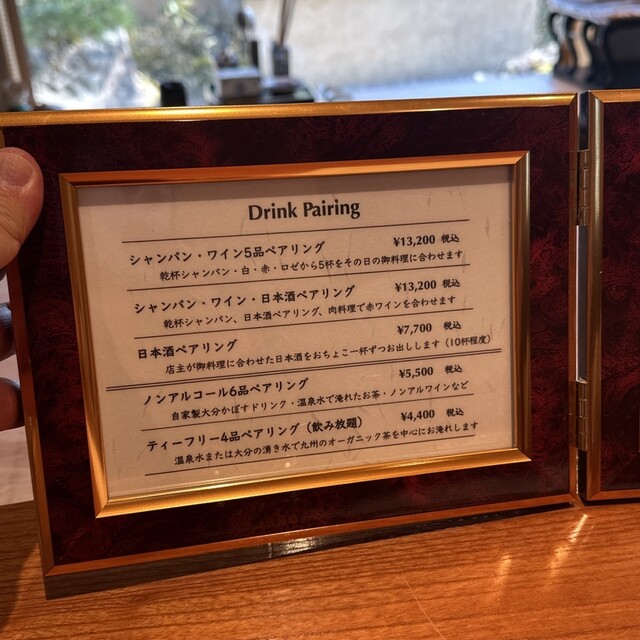 Drink Pairing
シャンパン・ワイン5品ペアリング ¥13,200 税込
乾杯シャンパン・白・赤・ロゼから5杯をその日の御料理に合わせます
シャンパン・ワイン・日本酒ペアリング ¥13,200 税込
乾杯シャンパン、日本酒ペアリング、肉料理で赤ワインを合わせます
日本酒ペアリング ¥7,700 税込
店主が御料理に合わせた日本酒をおちょこ一杯ずつお出しします（10杯程度）
ノンアルコール6品ペアリング ¥5,500 税込
自家製大分かぼすドリンク・温泉水で淹れたお茶・ノンアルワインなど
ティーフリー4品ペアリング（飲み放題） ¥4,400 税込
温泉水または大分の湧き水で九州のオーガニック茶を中心にお淹れします